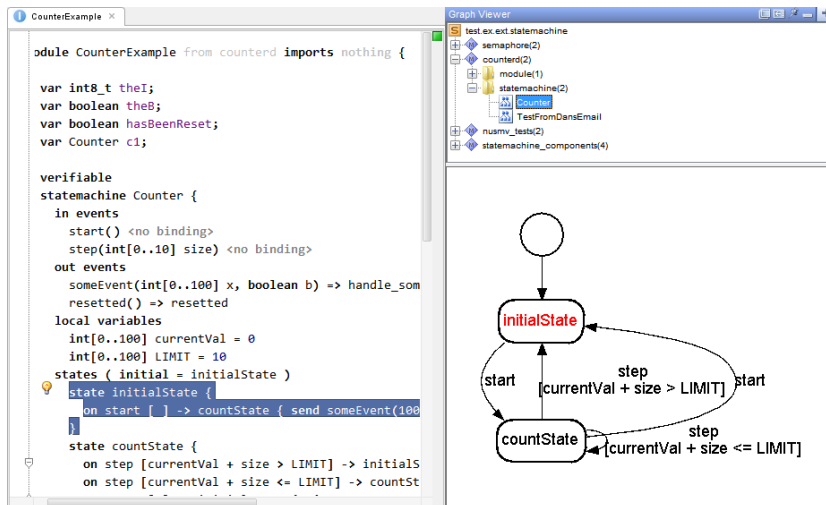 CounterExample
odule CounterExample from counterd imports nothing {
var int8_t theI;
var boolean theB;
var boolean hasBeenReset;
var Counter c1;
verifiable
statemachine Counter {
in events
start() <no binding>
step(int[0..10] size) <no binding>
out events
someEvent(int[0..100] x, boolean b) => handle_som
resetted() => resetted
local variables
int[0..100] currentVal = 0
int[0..100] LIMIT = 10
states ( initial = initialState )
state initialState {
on start [ ] -> countState { send someEvent(100
}
state countState {
on step [currentVal + size > LIMIT] -> initialS
on step [currentVal + size <= LIMIT] -> countSt
Graph Viewer
test.ex.ext.statemachine
semaphore(2)
counterd(2)
module(1)
statemachine(2)
Counter
TestFromDansEmail
nusmv_tests(2)
statemachine_components(4)
initialState
start
step
[currentVal + size > LIMIT]
start
countState
step
[currentVal + size <= LIMIT]